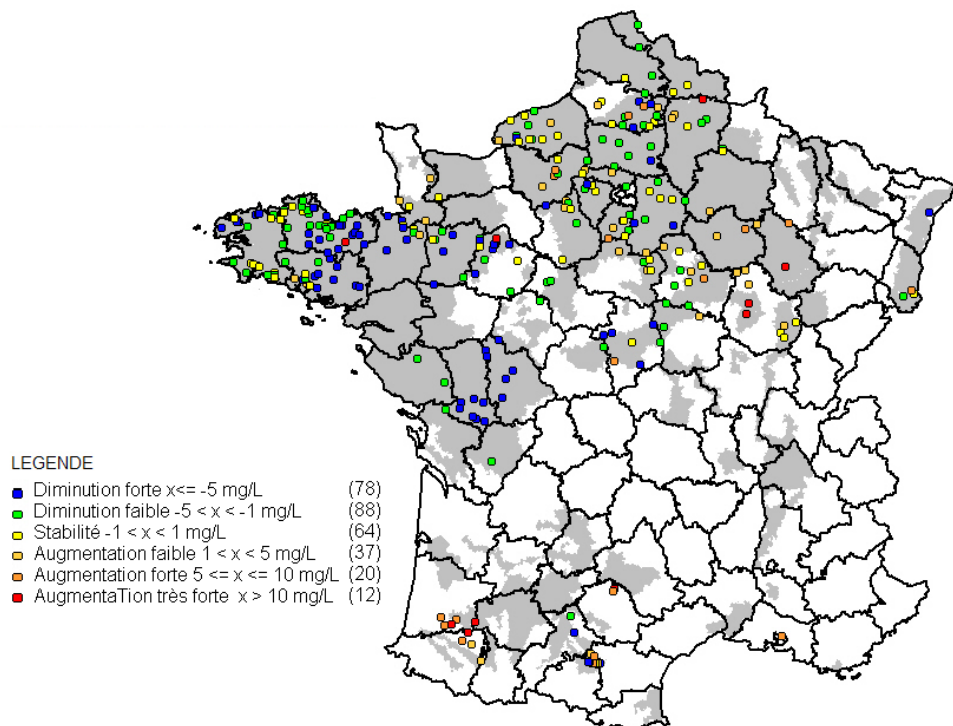 LEGENDE
Diminution forte x<= -5 mg/L (78)
Diminution faible -5 < x < -1 mg/L (88)
Stabilité -1 < x < 1 mg/L (64)
Augmentation faible 1 < x < 5 mg/L (37)
Augmentation forte 5 <= x <= 10 mg/L (20)
AugmentaTion très forte x > 10 mg/L (12)